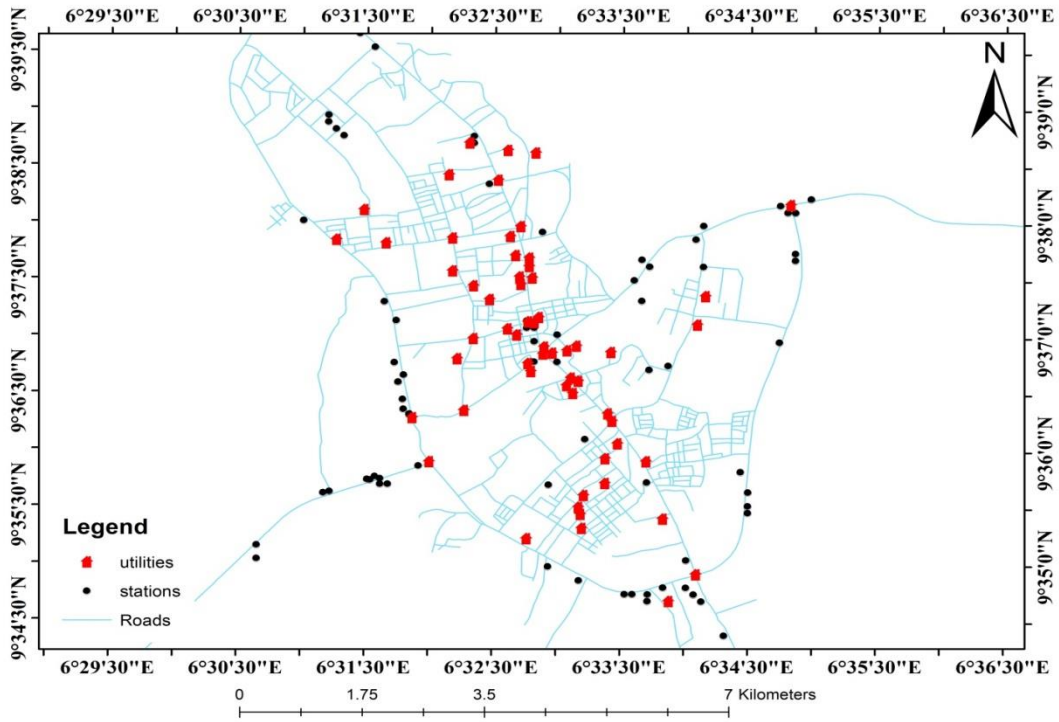 6°29'30"E 6°30'30"E 6°31'30"E 6°32'30"E 6°33'30"E 6°34'30"E 6°35'30"E 6°36'30"E
9°39'30"N
9°38'30"N
9°37'30"N
9°36'30"N
9°35'30"N
9°34'30"N
N
9°39'0"N
9°38'0"N
9°37'0"N
9°36'0"N
9°35'0"N
Legend
utilities
stations
Roads
6°29'30"E 6°30'30"E 6°31'30"E 6°32'30"E 6°33'30"E 6°34'30"E 6°35'30"E 6°36'30"E
0 1.75 3.5 7 Kilometers